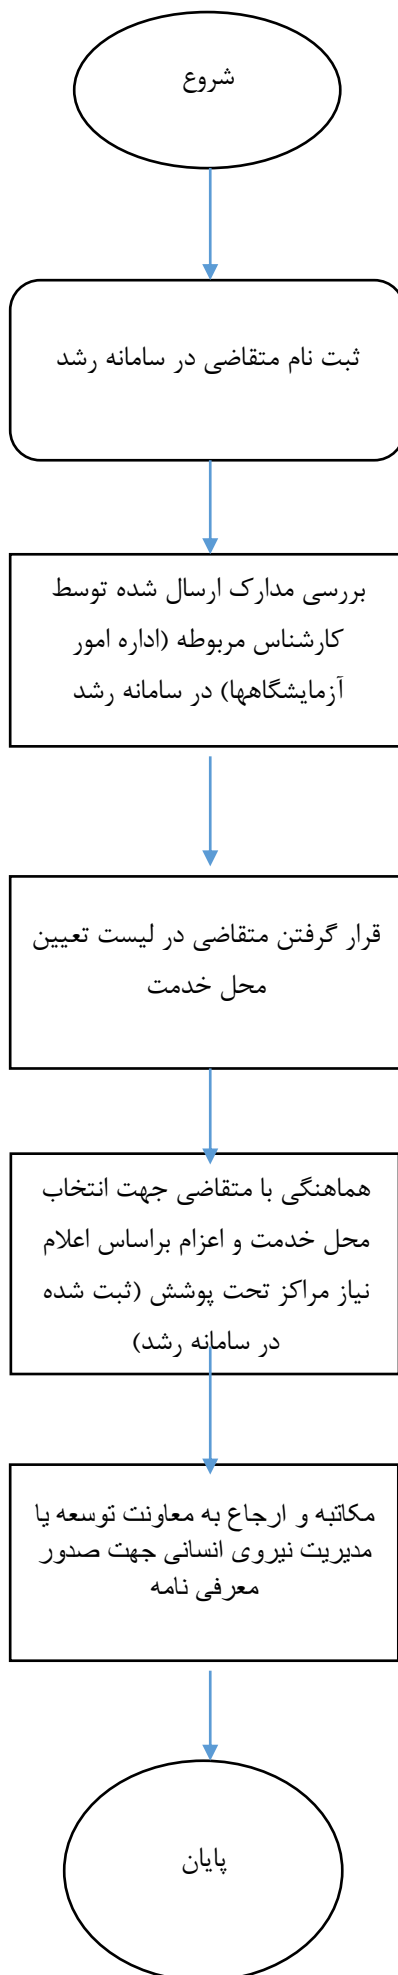 شروع
ثبت نام متقاضی در سامانه رشد
بررسی مدارک ارسال شده توسط
کارشناس مربوطه (اداره امور
آزمایشگاهها) در سامانه رشد
قرار گرفتن متقاضی در لیست تعیین
محل خدمت
هماهنگی با متقاضی جهت انتخاب
محل خدمت و اعزام براساس اعلام
نیاز مراکز تحت پوشش (ثبت شده
در سامانه رشد)
مکاتبه و ارجاع به معاونت توسعه یا
مدیریت نیروی انسانی جهت صدور
معرفی نامه
پایان